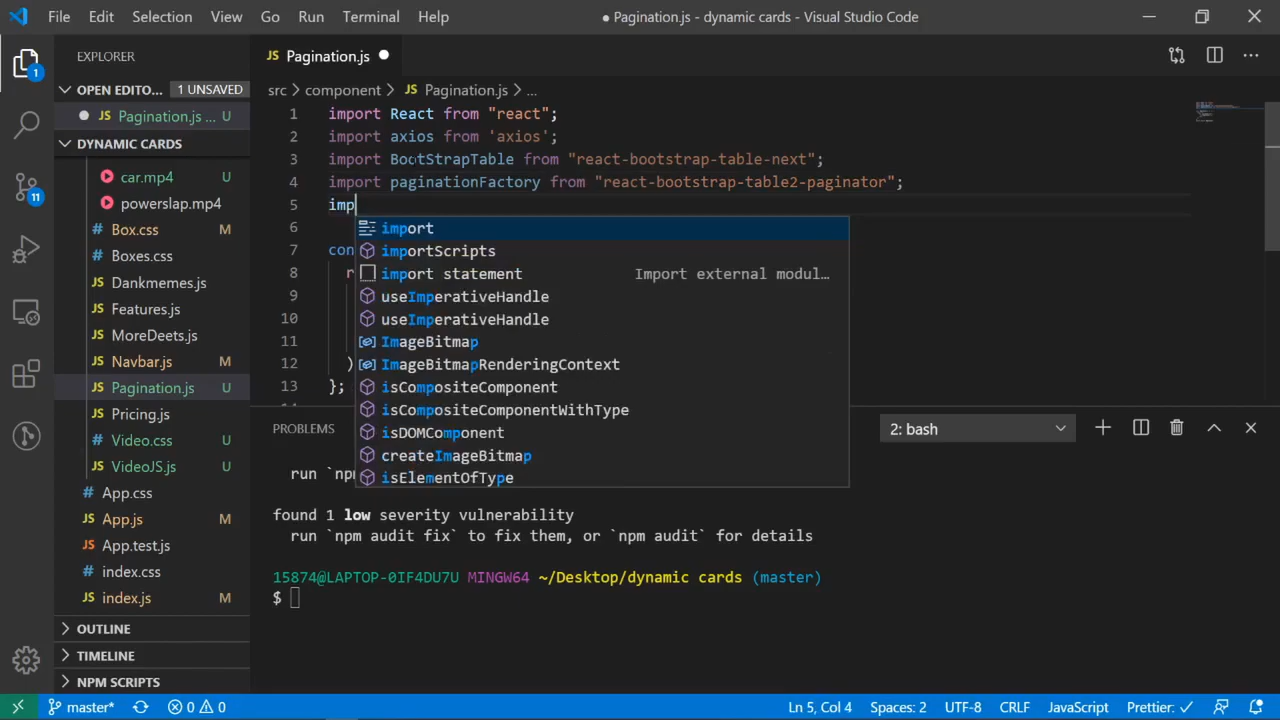 File Edit Selection View Go Run Terminal Help
● Pagination.js - dynamic cards - Visual Studio Code
EXPLORER
OPEN EDITO... 1 UNSAVED
Pagination.js ... U
DYNAMIC CARDS
car.mp4 U
powerslap.mp4
Box.css M
Boxes.css
JS Dankmemes.js
JS Features.js
JS MoreDeets.js
JS Navbar.js M
JS Pagination.js U
JS Pricing.js
JS Video.css U
JS VideoJS.js U
App.css
JS App.js M
App.test.js
index.css
JS index.js M
OUTLINE
TIMELINE
NPM SCRIPTS
1
11
JS Pagination.js ●
src > component > JS Pagination.js > ...
1 import React from "react";
2 import axios from 'axios';
3 import BootStrapTable from "react-bootstrap-table-next";
4 import paginationFactory from "react-bootstrap-table2-paginator";
5 imp
6
7 con
8 r
9
10
11
12 )
13 };
import
importScripts
import statement Import external modul...
useImperativeHandle
useImperativeHandle
ImageBitmap
ImageBitmapRenderingContext
isCompositeComponent
isCompositeComponentWithType
isDOMComponent
createImageBitmap
isElementOfType
PROBLEMS
2: bash
run `np
found 1 low severity vulnerability
run `npm audit fix` to fix them, or `npm audit` for details
15874@LAPTOP-0IF4DU7U MINGW64 ~/Desktop/dynamic cards (master)
$
master* 0 0 Ln 5, Col 4 Spaces: 2 UTF-8 CRLF JavaScript Prettier: ✓